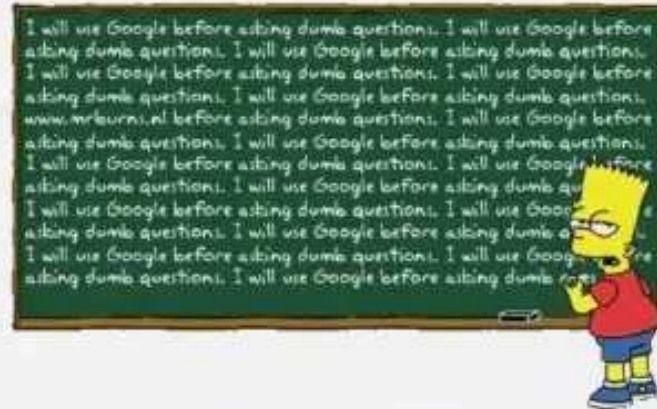 I will use Google before asking dumb questions. I will use Google before
asking dumb questions. I will use Google before asking dumb questions.
I will use Google before asking dumb questions. I will use Google before
asking dumb questions. I will use Google before asking dumb questions.
www.mrburns.nl before asking dumb questions. I will use Google before
asking dumb questions. I will use Google before asking dumb questions.
I will use Google before asking dumb questions. I will use Google before
asking dumb questions. I will use Google before asking dumb
I will use Google before asking dumb questions. I will use
asking dumb questions. I will use Google before asking dumb
I will use Google before asking dumb questions. I will use
asking dumb questions. I will use Google before asking dumb